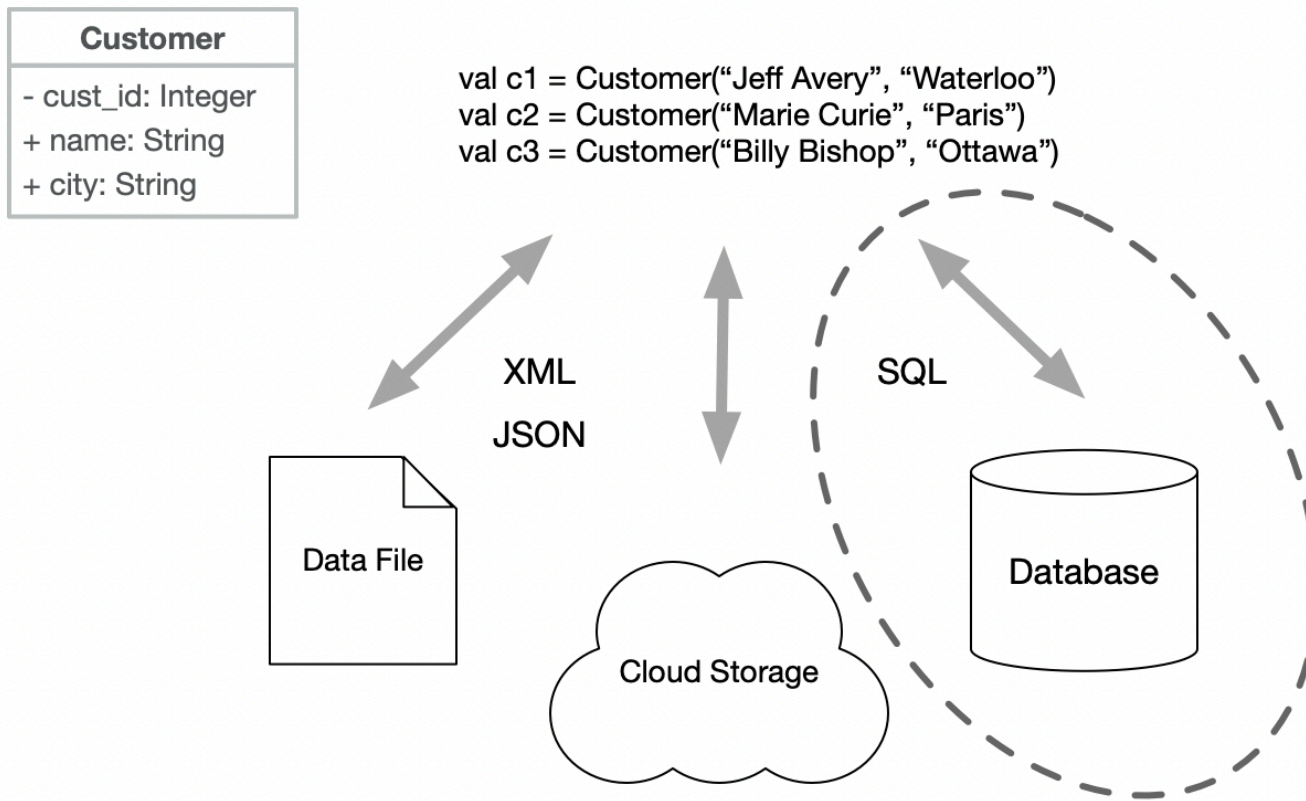 Customer
- cust_id: Integer
+ name: String
+ city: String
val c1 = Customer(“Jeff Avery”, “Waterloo”)
val c2 = Customer(“Marie Curie”, “Paris”)
val c3 = Customer(“Billy Bishop”, “Ottawa”)
XML
JSON
SQL
Data File
Cloud Storage
Database